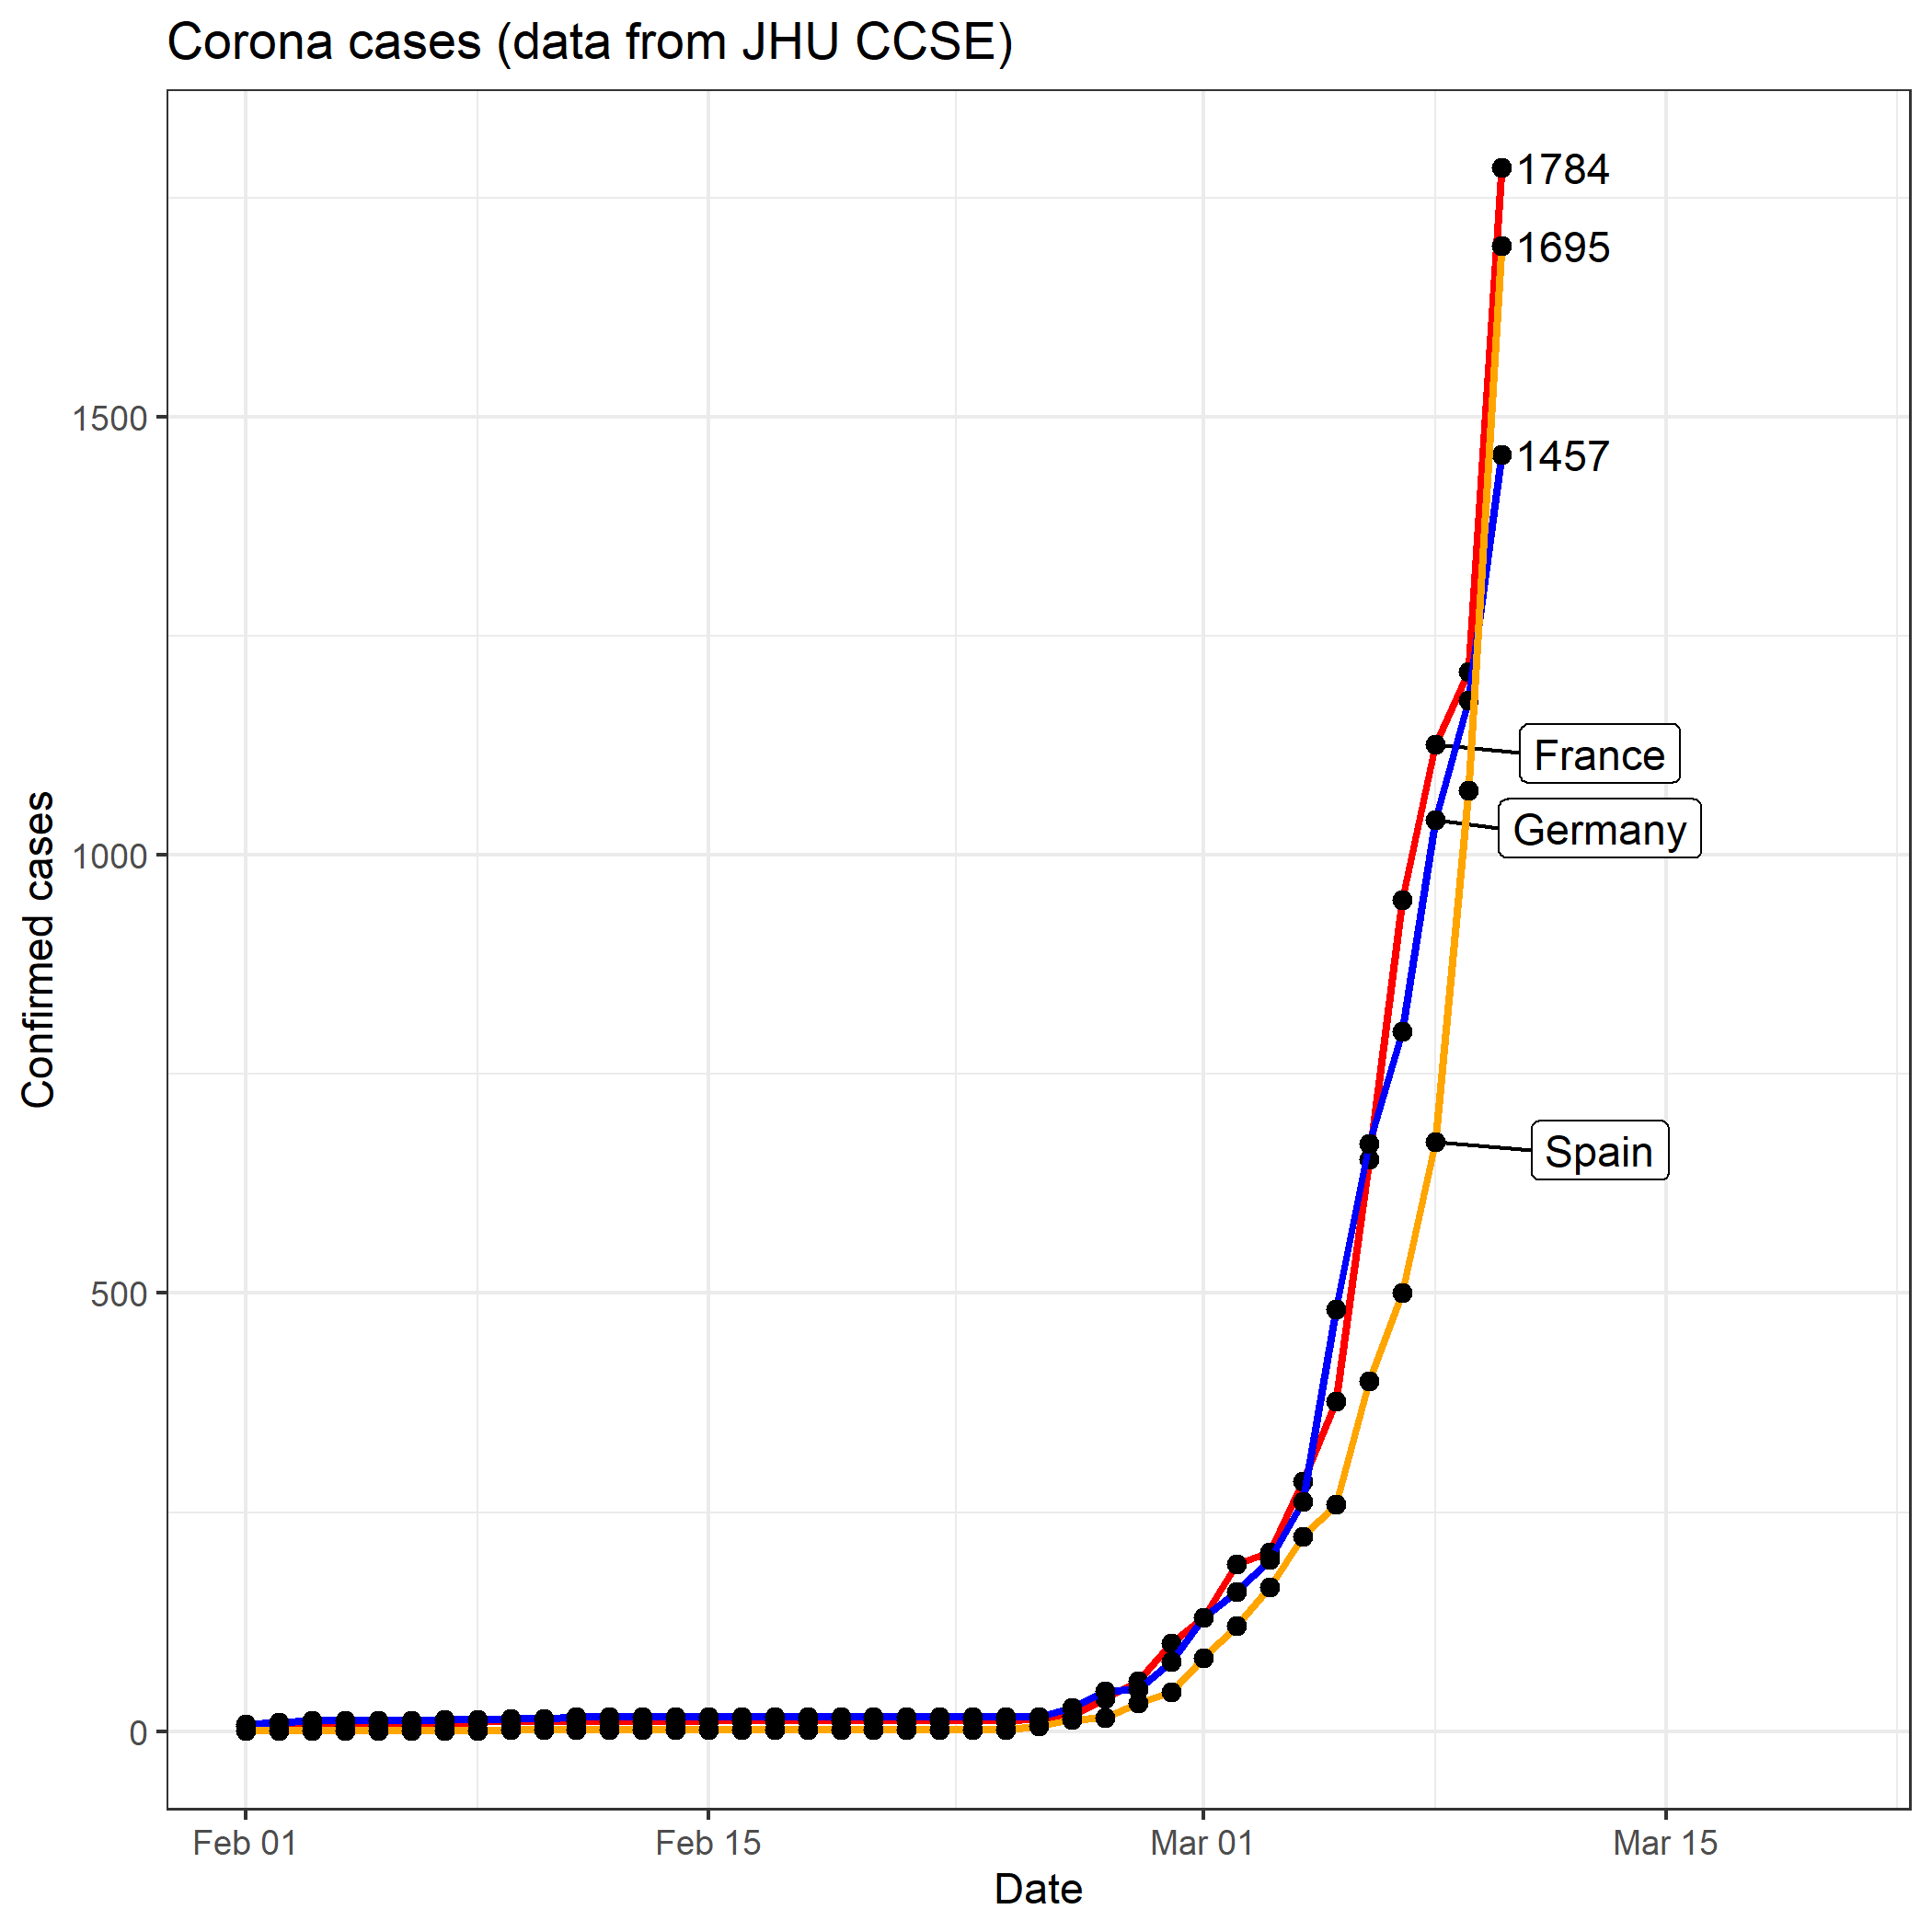 Corona cases (data from JHU CCSE)
1784
1695
1500
1457
France
Germany
1000
Confirmed cases
Spain
500
0
Feb 01
Feb 15
Mar 01
Mar 15
Date